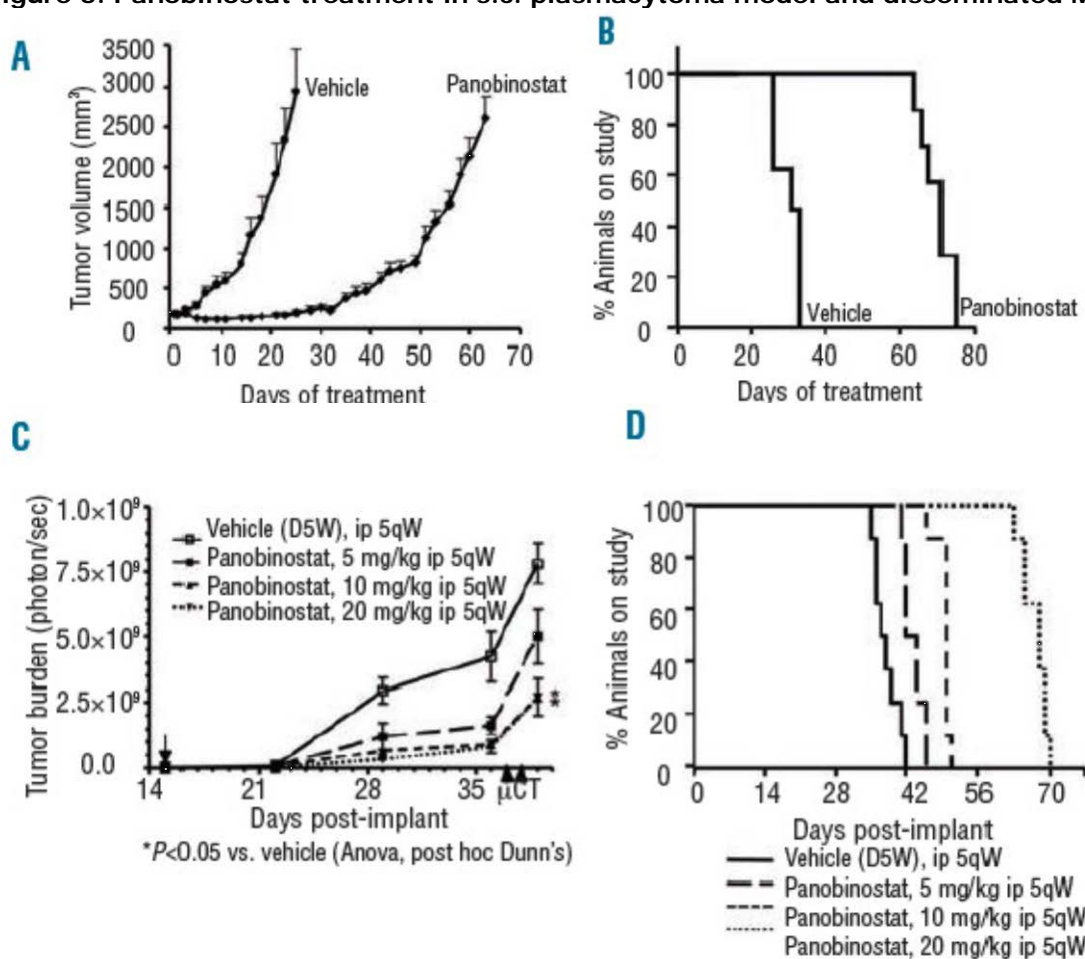 Figure 5. Panobinostat treatment in s.c. plasmacytoma model and disseminated M
A
Tumor volume (mm³)
3500
3000
2500
2000
1500
1000
500
0
Vehicle
Panobinostat
0 10 20 30 40 50 60 70
Days of treatment
B
% Animals on study
100
80
60
40
20
0
Vehicle
Panobinostat
0 20 40 60 80
Days of treatment
C
Tumor burden (photon/sec)
1.0×10⁹
7.5×10⁹
5.0×10⁹
2.5×10⁹
0.0
Vehicle (D5W), ip 5qW
Panobinostat, 5 mg/kg ip 5qW
Panobinostat, 10 mg/kg ip 5qW
Panobinostat, 20 mg/kg ip 5qW
*
*
14 21 28 35 µCT
Days post-implant
*P<0.05 vs. vehicle (Anova, post hoc Dunn's)
D
% Animals on study
100
80
60
40
20
0
0 14 28 42 56 70
Days post-implant
Vehicle (D5W), ip 5qW
Panobinostat, 5 mg/kg ip 5qW
Panobinostat, 10 mg/kg ip 5qW
Panobinostat, 20 mg/kg ip 5qW